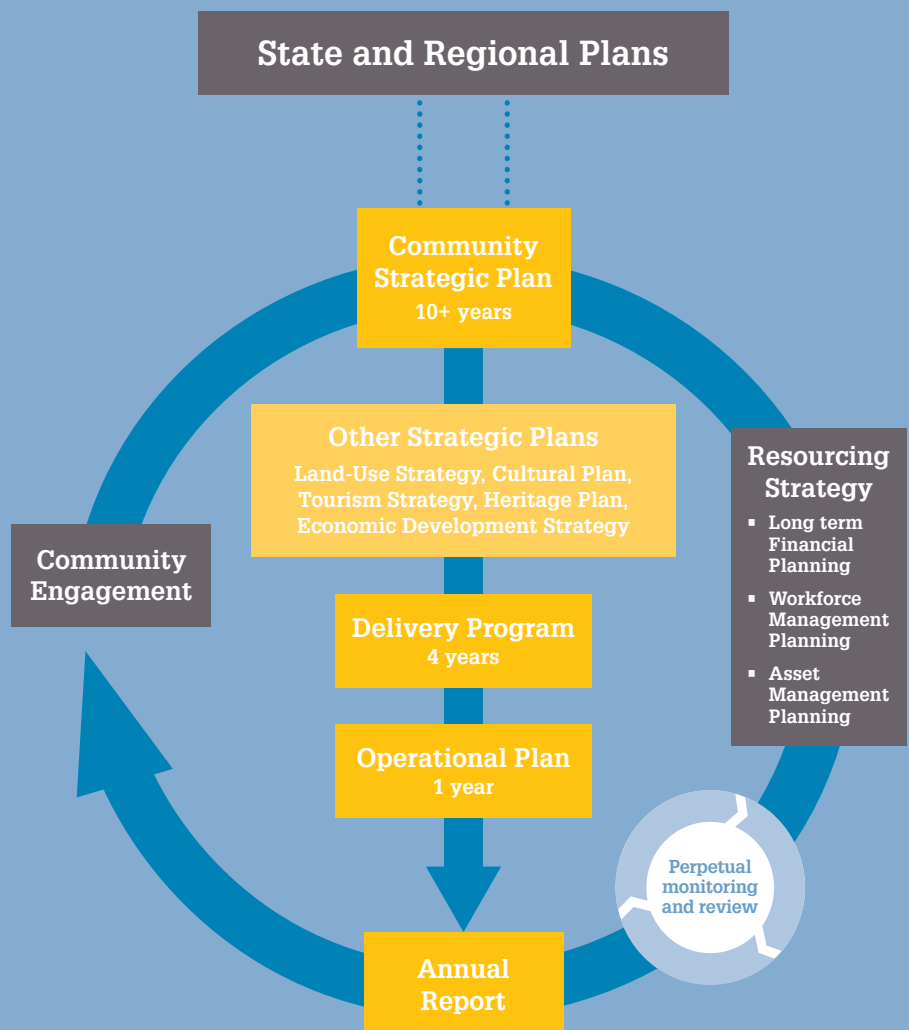 State and Regional Plans
Community
Strategic Plan
10+ years
Other Strategic Plans
Land-Use Strategy, Cultural Plan,
Tourism Strategy, Heritage Plan,
Economic Development Strategy
Resourcing
Strategy
▪ Long term
Financial
Planning
▪ Workforce
Management
Planning
▪ Asset
Management
Planning
Community
Engagement
Delivery Program
4 years
Operational Plan
1 year
Perpetual
monitoring
and review
Annual
Report